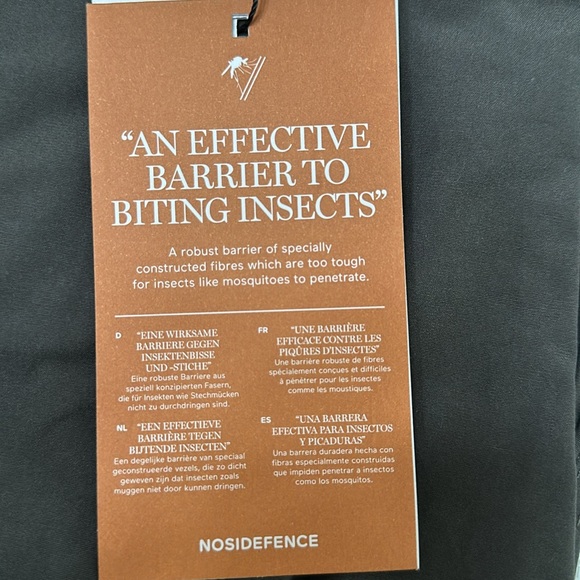 “AN EFFECTIVE
BARRIER TO
BITING INSECTS”
A robust barrier of specially
constructed fibres which are too tough
for insects like mosquitoes to penetrate.
D “EINE WIRKSAME
BARRIERE GEGEN
INSEKTENBISSE
UND -STICHE”
Eine robuste Barriere aus
speziell konzipierten Fasern,
die für Insekten wie Stechmücken
nicht zu durchdringen sind.
FR “UNE BARRIÈRE
EFFICACE CONTRE LES
PIQÛRES D’INSECTES”
Une barrière robuste de fibres
spécialement conçues et difficiles
à pénétrer pour les insectes
comme les moustiques.
NL “EEN EFFECTIEVE
BARRIÈRE TEGEN
BIJTENDE INSECTEN”
Een degelijke barrière van speciaal
geconstrueerde vezels, die zo dicht
geweven zijn dat insecten zoals
muggen niet door kunnen dringen.
ES “UNA BARRERA
EFECTIVA PARA INSECTOS
Y PICADURAS”
Una barrera duradera hecha con
fibras especialmente construidas
que impiden penetrar a insectos
como los mosquitos.
NOSIDEFENCE